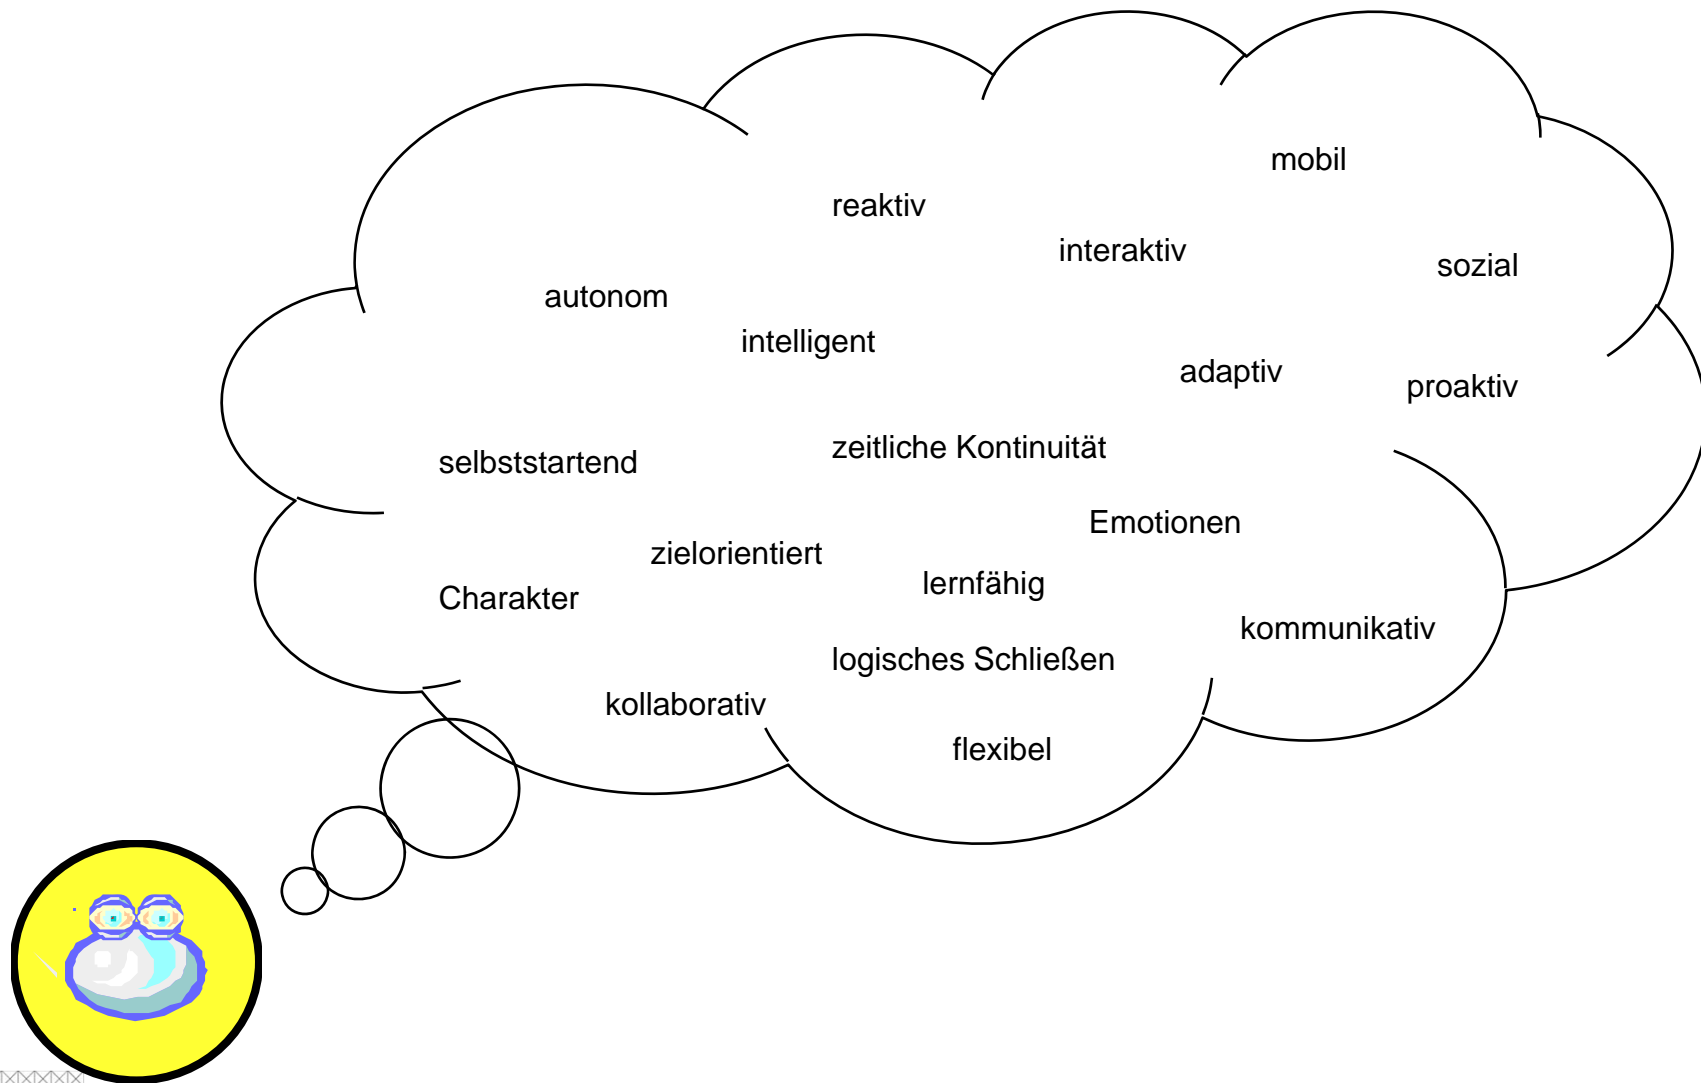 mobil
reaktiv
interaktiv
sozial
autonom
intelligent
adaptiv
proaktiv
zeitliche Kontinuität
selbststartend
Emotionen
zielorientiert
lernfähig
Charakter
kommunikativ
logisches Schließen
kollaborativ
flexibel